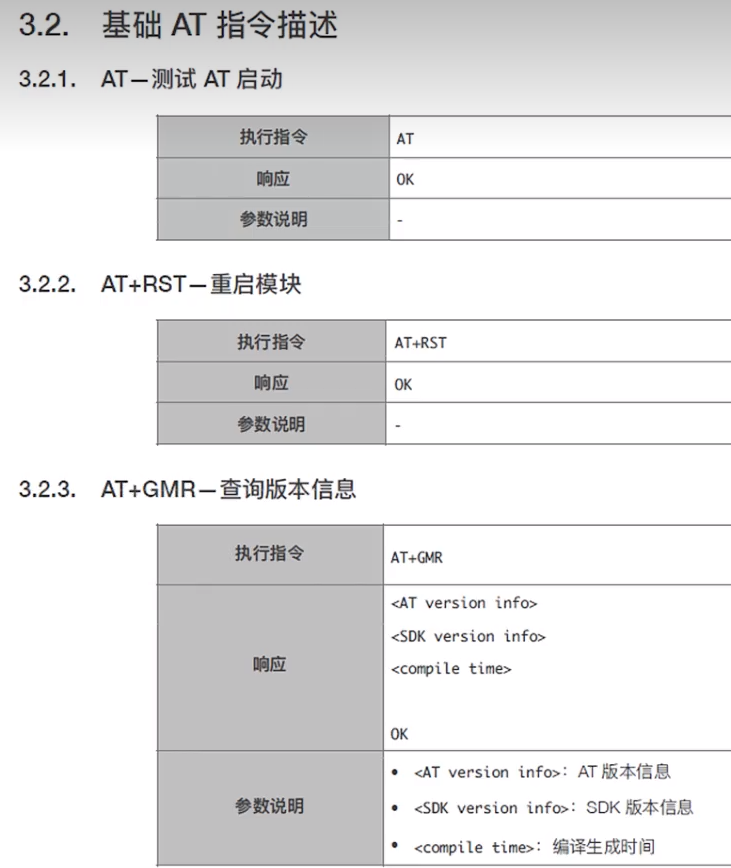 3.2. 基础 AT 指令描述
3.2.1. AT—测试 AT 启动
执行指令 AT
响应 OK
参数说明 -
3.2.2. AT+RST—重启模块
执行指令 AT+RST
响应 OK
参数说明 -
3.2.3. AT+GMR—查询版本信息
执行指令 AT+GMR
响应
<AT version info>
<SDK version info>
<compile time>
OK
参数说明
• <AT version info>：AT 版本信息
• <SDK version info>：SDK 版本信息
• <compile time>：编译生成时间